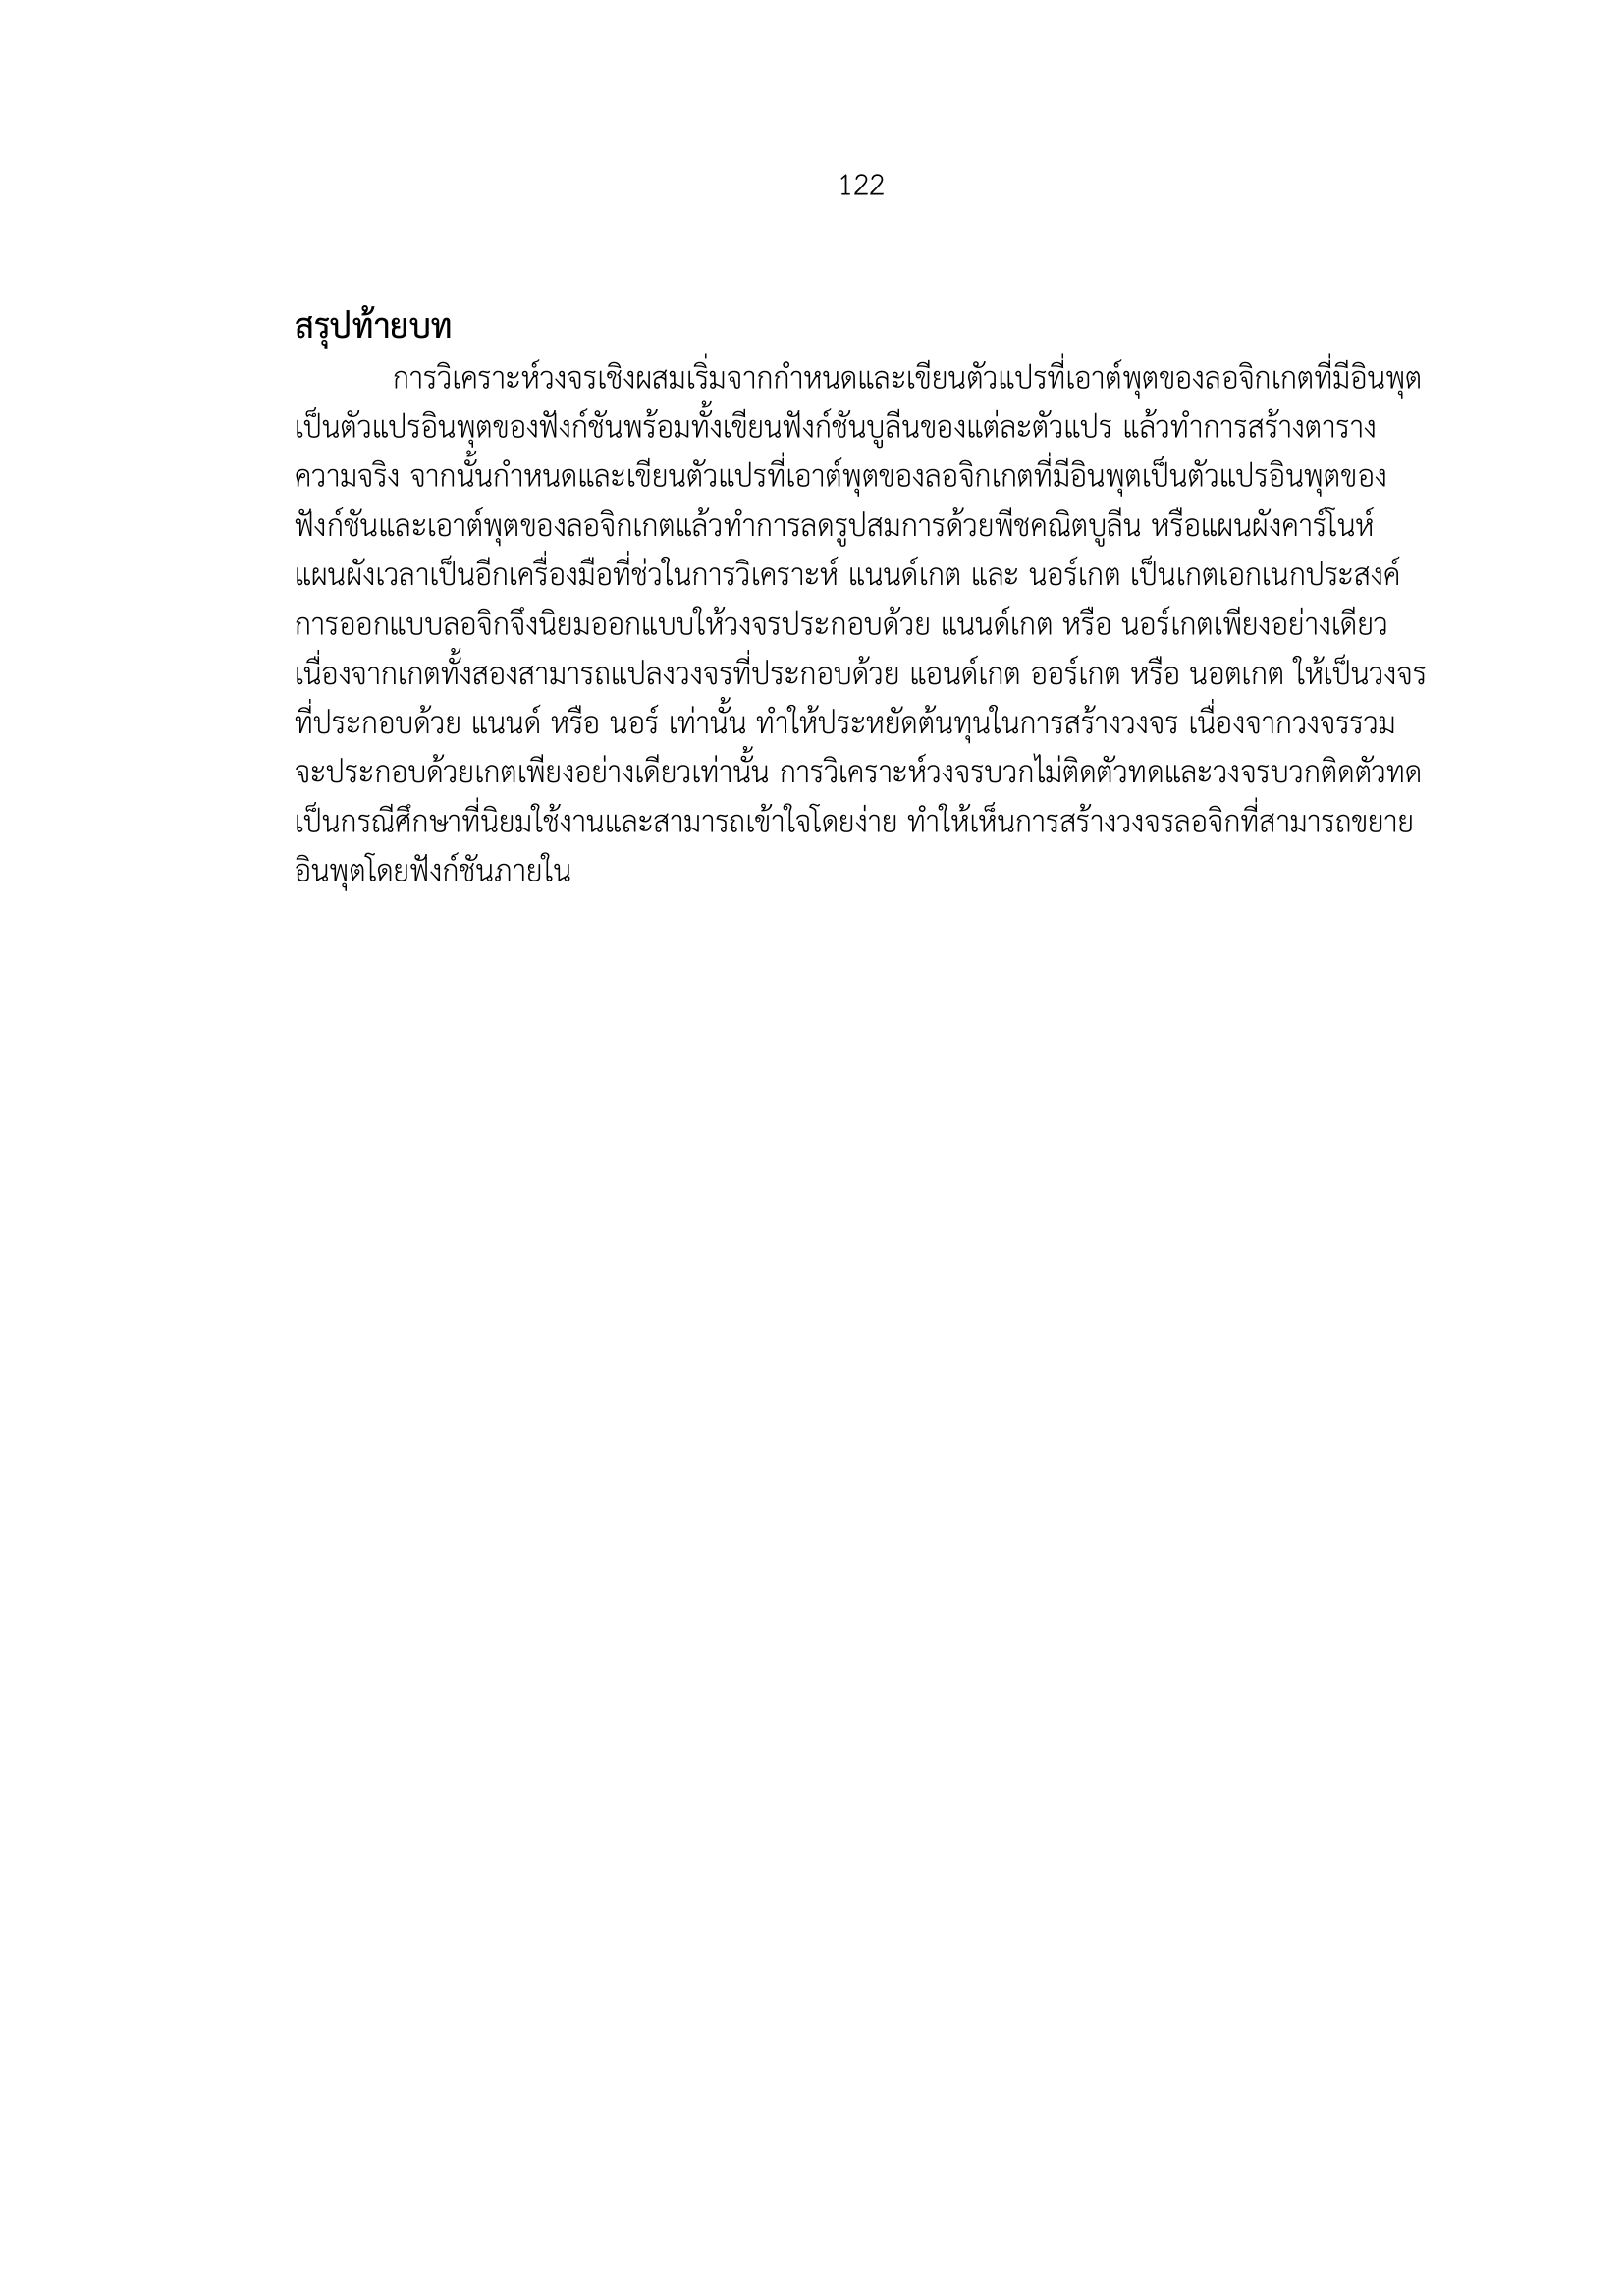 122
สรุปท้ายบท
การวิเคราะห์วงจรเชิงผสมเริ่มจากกำหนดและเขียนตัวแปรที่เอาต์พุตของลอจิกเกตที่มีอินพุต
เป็นตัวแปรอินพุตของฟังก์ชันพร้อมทั้งเขียนฟังก์ชันบูลีนของแต่ละตัวแปร แล้วทำการสร้างตาราง
ความจริง จากนั้นกำหนดและเขียนตัวแปรที่เอาต์พุตของลอจิกเกตที่มีอินพุตเป็นตัวแปรอินพุตของ
ฟังก์ชันและเอาต์พุตของลอจิกเกตแล้วทำการลดรูปสมการด้วยพีชคณิตบูลีน หรือแผนผังคาร์โนห์
แผนผังเวลาเป็นอีกเครื่องมือที่ช่วในการวิเคราะห์ แนนด์เกต และ นอร์เกต เป็นเกตเอกเนกประสงค์
การออกแบบลอจิกจึงนิยมออกแบบให้วงจรประกอบด้วย แนนด์เกต หรือ นอร์เกตเพียงอย่างเดียว
เนื่องจากเกตทั้งสองสามารถแปลงวงจรที่ประกอบด้วย แอนด์เกต ออร์เกต หรือ นอตเกต ให้เป็นวงจร
ที่ประกอบด้วย แนนด์ หรือ นอร์ เท่านั้น ทำให้ประหยัดต้นทุนในการสร้างวงจร เนื่องจากวงจรรวม
จะประกอบด้วยเกตเพียงอย่างเดียวเท่านั้น การวิเคราะห์วงจรบวกไม่ติดตัวทดและวงจรบวกติดตัวทด
เป็นกรณีศึกษาที่นิยมใช้งานและสามารถเข้าใจโดยง่าย ทำให้เห็นการสร้างวงจรลอจิกที่สามารถขยาย
อินพุตโดยฟังก์ชันภายใน